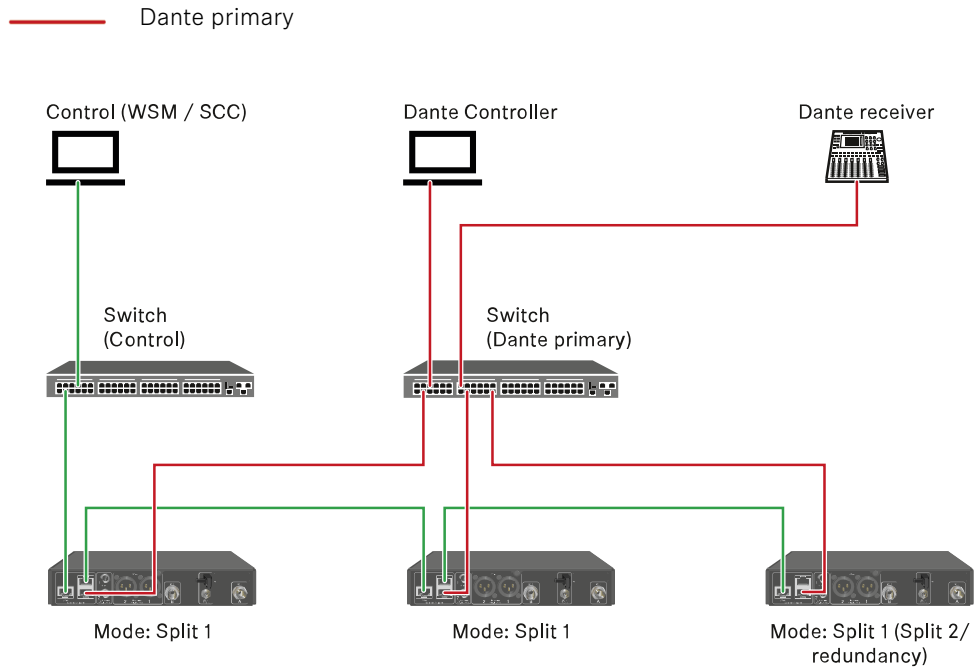 Dante primary
Control (WSM / SCC)
Dante Controller
Dante receiver
Switch
(Control)
Switch
(Dante primary)
Mode: Split 1
Mode: Split 1
Mode: Split 1 (Split 2/
redundancy)